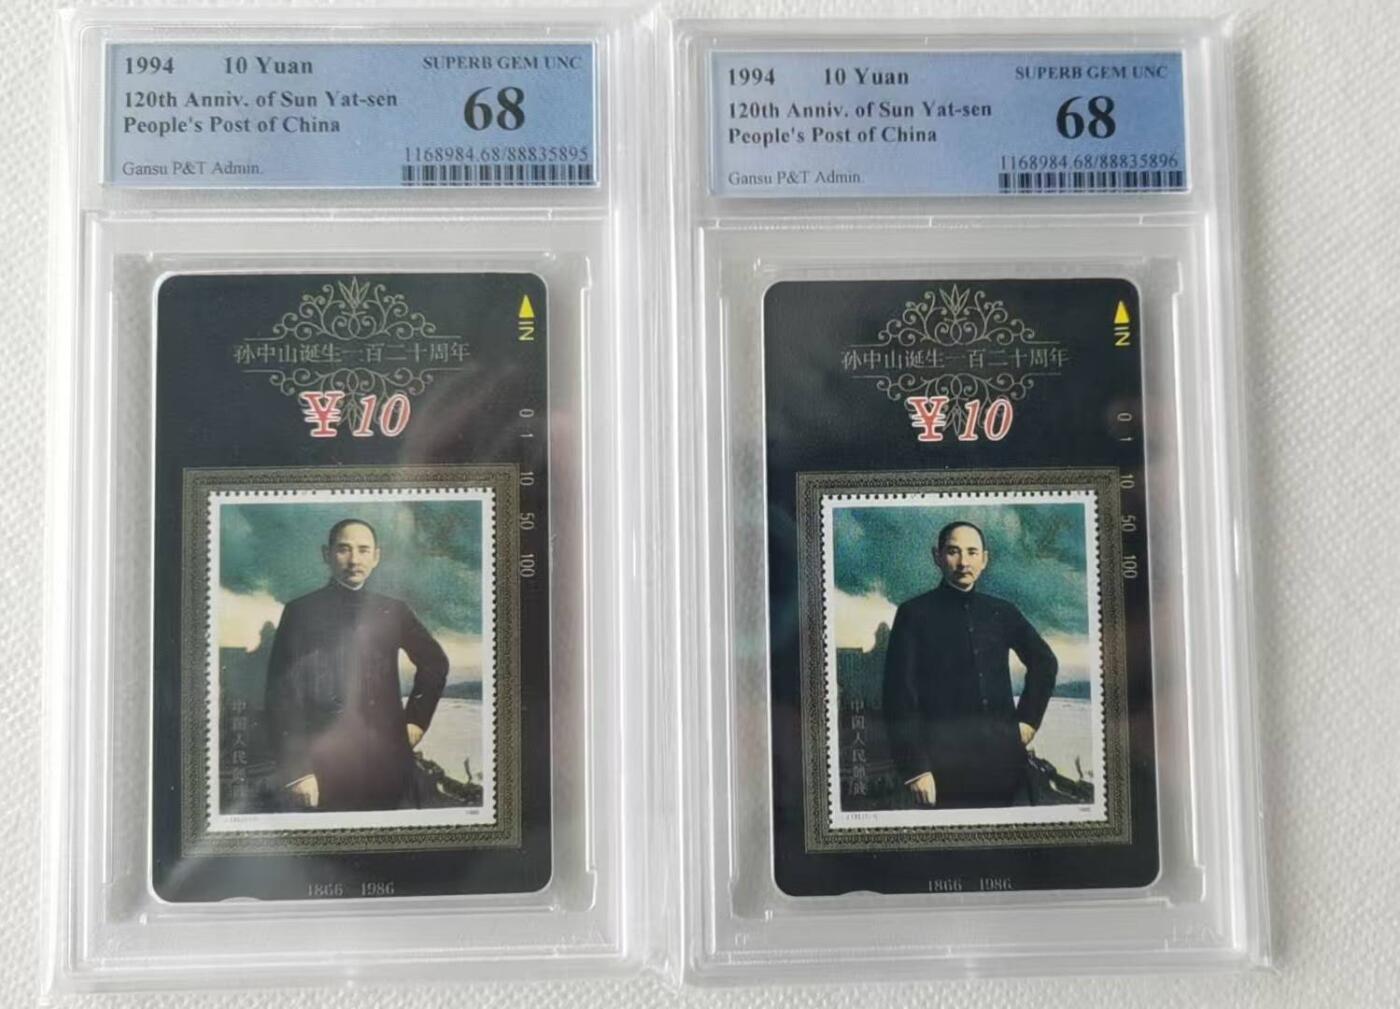 1994 10 Yuan SUPERB GEM UNC
120th Anniv. of Sun Yat-sen 68
People's Post of China
1168984.68/88835895
Gansu P&T Admin.
IN
孙中山诞生一百二十周年
¥10
0 1 10 50 100
中国人民邮政
1866 1986
1994 10 Yuan SUPERB GEM UNC
120th Anniv. of Sun Yat-sen 68
People's Post of China
1168984.68/88835896
Gansu P&T Admin.
IN
孙中山诞生一百二十周年
¥10
0 1 10 50 100
中国人民邮政
1866 1986